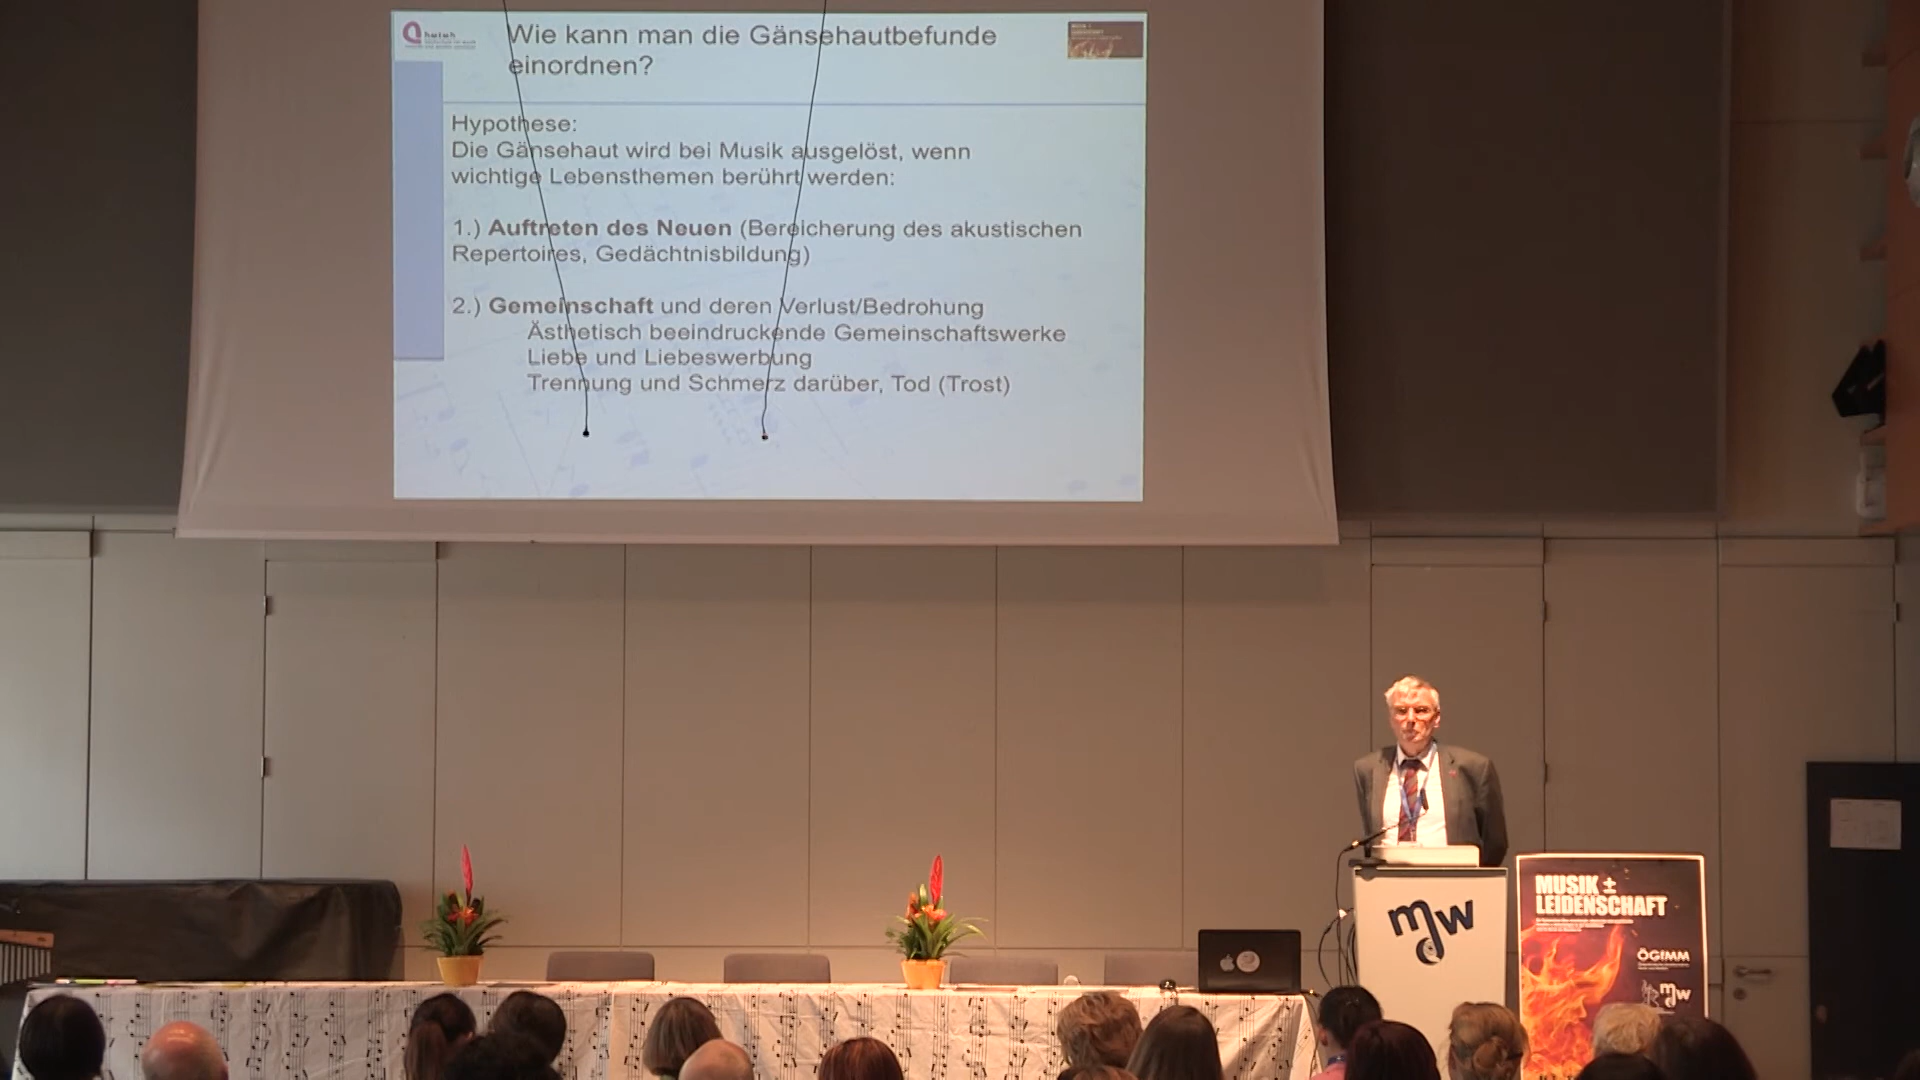 Wie kann man die Gänsehautbefunde
einordnen?
Hypothese:
Die Gänsehaut wird bei Musik ausgelöst, wenn
wichtige Lebensthemen berührt werden:
1.) Auftreten des Neuen (Bereicherung des akustischen
Repertoires, Gedächtnisbildung)
2.) Gemeinschaft und deren Verlust/Bedrohung
Ästhetisch beeindruckende Gemeinschaftswerke
Liebe und Liebeswerbung
Trennung und Schmerz darüber, Tod (Trost)
mdw
MUSIK ±
LEIDENSCHAFT
ÖGfMM
mdw